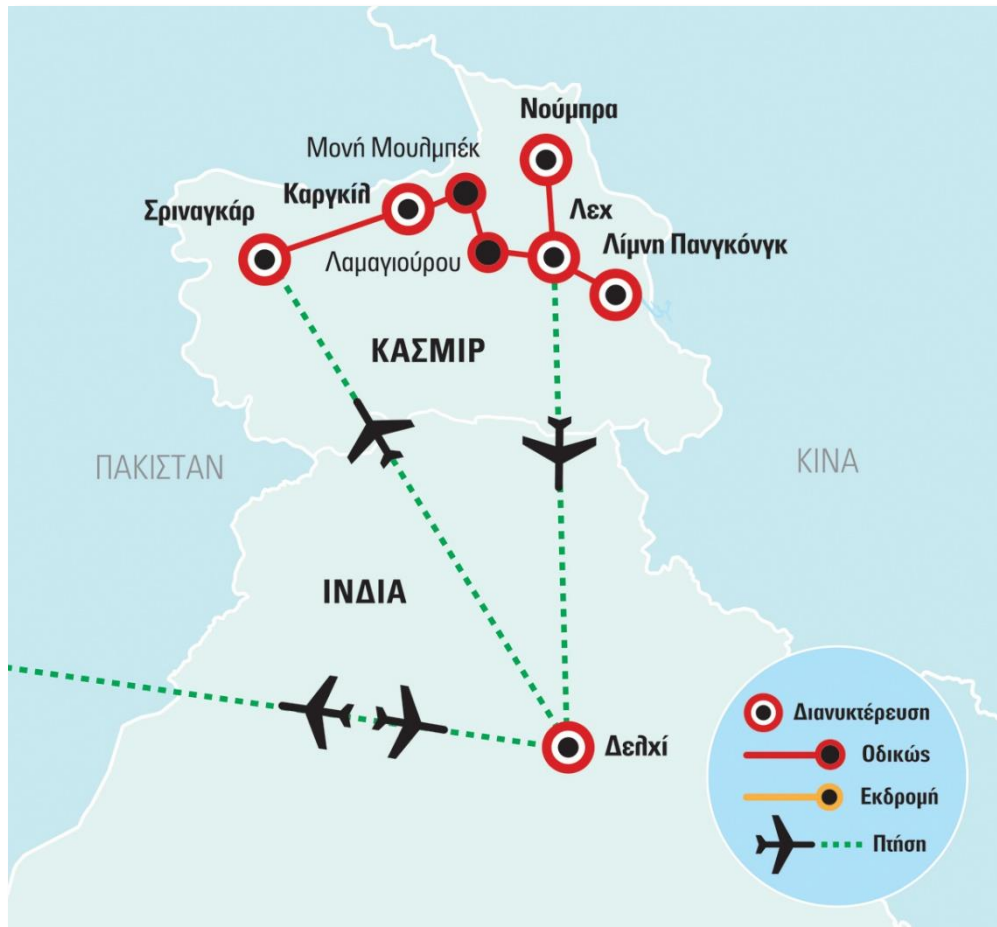 Νούμπρα
Μονή Μουλμπέκ
Καργκίλ
Σριναγκάρ
Λεχ
Λίμνη Πανγκόνγκ
Λαμαγιούρου
ΚΑΣΜΙΡ
ΠΑΚΙΣΤΑΝ
ΚΙΝΑ
ΙΝΔΙΑ
Δελχί
Διανυκτέρευση
Οδικώς
Εκδρομή
Πτήση